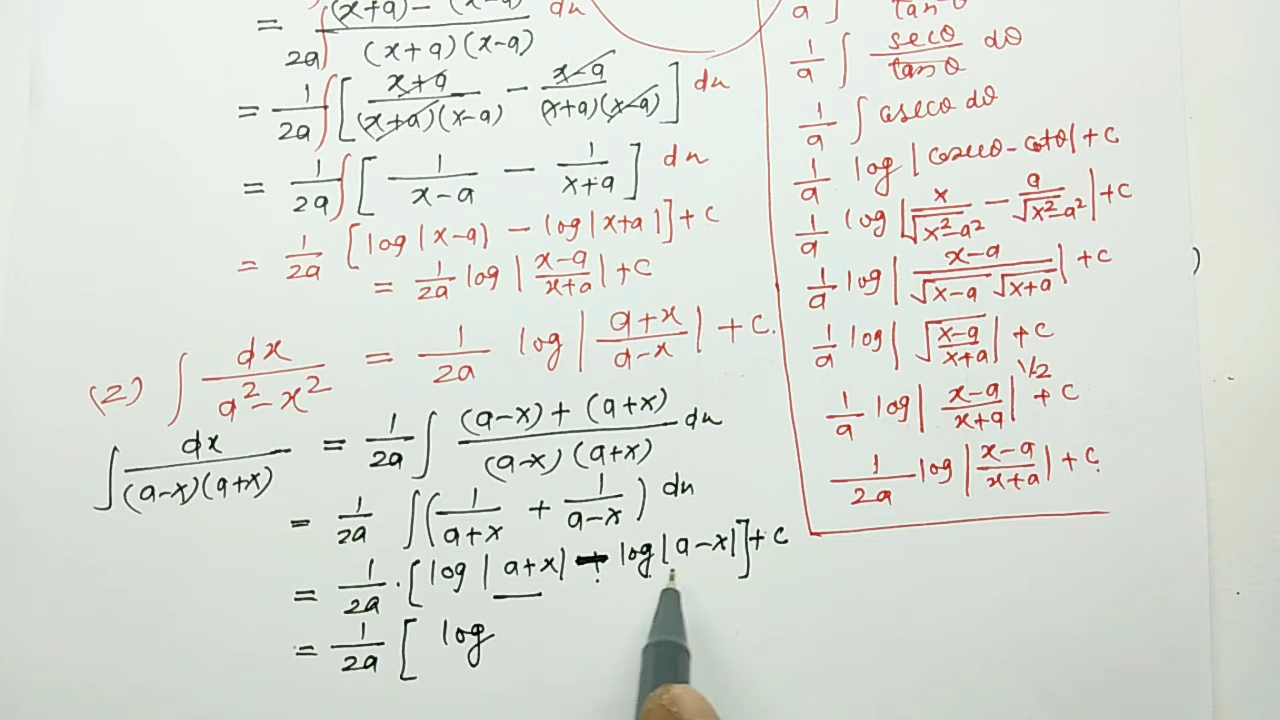 = 1/2a ∫ (x+a) – (x–a) / (x+a)(x–a) dx
= 1/2a ∫ [ x+a / (x+a)(x–a) – x–a / (x+a)(x–a) ] dx
= 1/2a ∫ [ 1/x–a – 1/x+a ] dx
= 1/2a [log|x–a| – log|x+a|] + c
= 1/2a log | x–a / x+a | + c
(2) ∫ dx / a² – x² = 1/2a log | a+x / a–x | + c.
∫ dx / (a–x)(a+x) = 1/2a ∫ (a–x) + (a+x) / (a–x)(a+x) dx
= 1/2a ∫ ( 1/a+x + 1/a–x ) dx
= 1/2a · [ log |a+x| – log |a–x| ] + c
= 1/2a [ log
1/a ∫ secθ / tanθ dθ
1/a ∫ cosecθ dθ
1/a log |cosecθ – cotθ| + c
1/a log | x/√x²–a² – a/√x²–a² | + c
1/a log | x–a / √x–a √x+a | + c
1/a log | √x–a/x+a | + c
1/a log | x–a / x+a |^1/2 + c
1/2a log | x–a / x+a | + c.